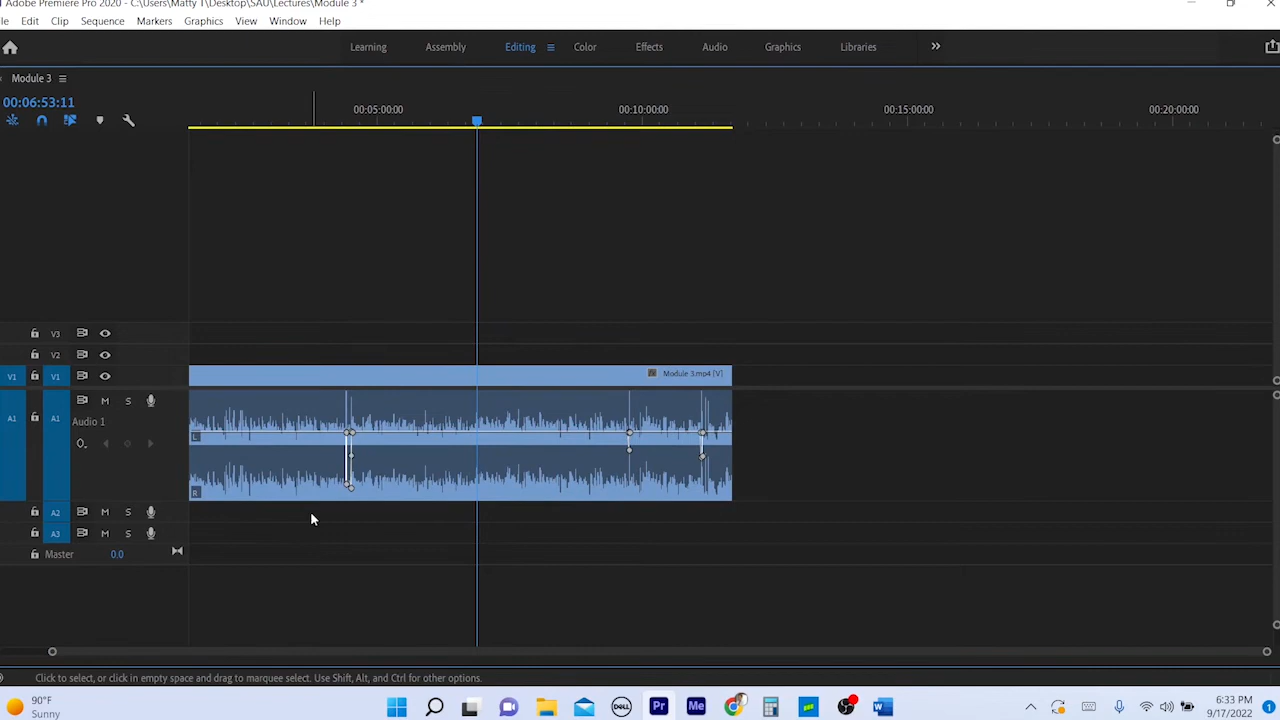 Adobe Premiere Pro 2020 - C:\Users\Matty T\Desktop\SAU\Lectures\Module 3 *
Edit Clip Sequence Markers Graphics View Window Help
Learning Assembly Editing Color Effects Audio Graphics Libraries
Module 3
00:06:53:11
00:05:00:00 00:10:00:00 00:15:00:00 00:20:00:00
V3
V2
V1 V1 Module 3.mp4 [V]
A1 A1 M S
Audio 1
L
R
A2 M S
A3 M S
Master 0.0
Click to select, or click in empty space and drag to marquee select. Use Shift, Alt, and Ctrl for other options.
90°F
Sunny
DELL Pr Me
6:33 PM
9/17/2022 1